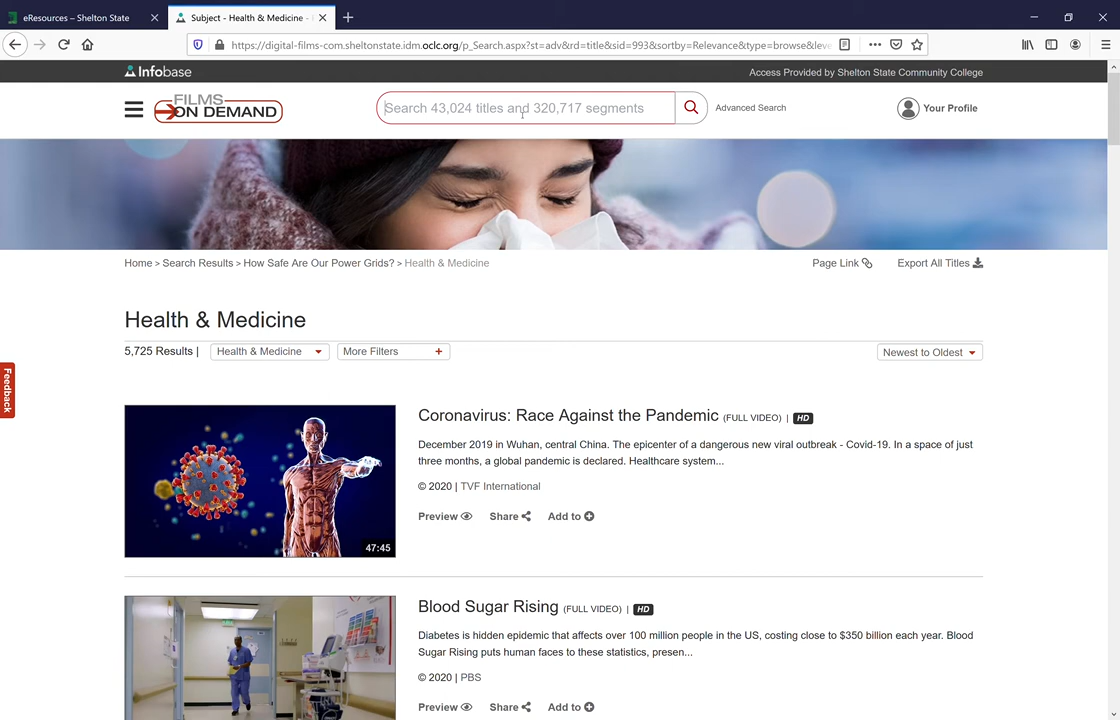 eResources – Shelton State
Subject - Health & Medicine -
https://digital-films-com.sheltonstate.idm.oclc.org/p_Search.aspx?st=adv&rd=title&sid=993&sortby=Relevance&type=browse&leve
Infobase
Access Provided by Shelton State Community College
FILMS
ON DEMAND
Search 43,024 titles and 320,717 segments
Advanced Search
Your Profile
Home > Search Results > How Safe Are Our Power Grids? > Health & Medicine
Page Link
Export All Titles
Health & Medicine
5,725 Results |
Health & Medicine
More Filters +
Newest to Oldest
Feedback
Coronavirus: Race Against the Pandemic (FULL VIDEO) | HD
December 2019 in Wuhan, central China. The epicenter of a dangerous new viral outbreak - Covid-19. In a space of just
three months, a global pandemic is declared. Healthcare system...
© 2020 | TVF International
Preview Share Add to
47:45
Blood Sugar Rising (FULL VIDEO) | HD
Diabetes is hidden epidemic that affects over 100 million people in the US, costing close to $350 billion each year. Blood
Sugar Rising puts human faces to these statistics, presen...
© 2020 | PBS
Preview Share Add to